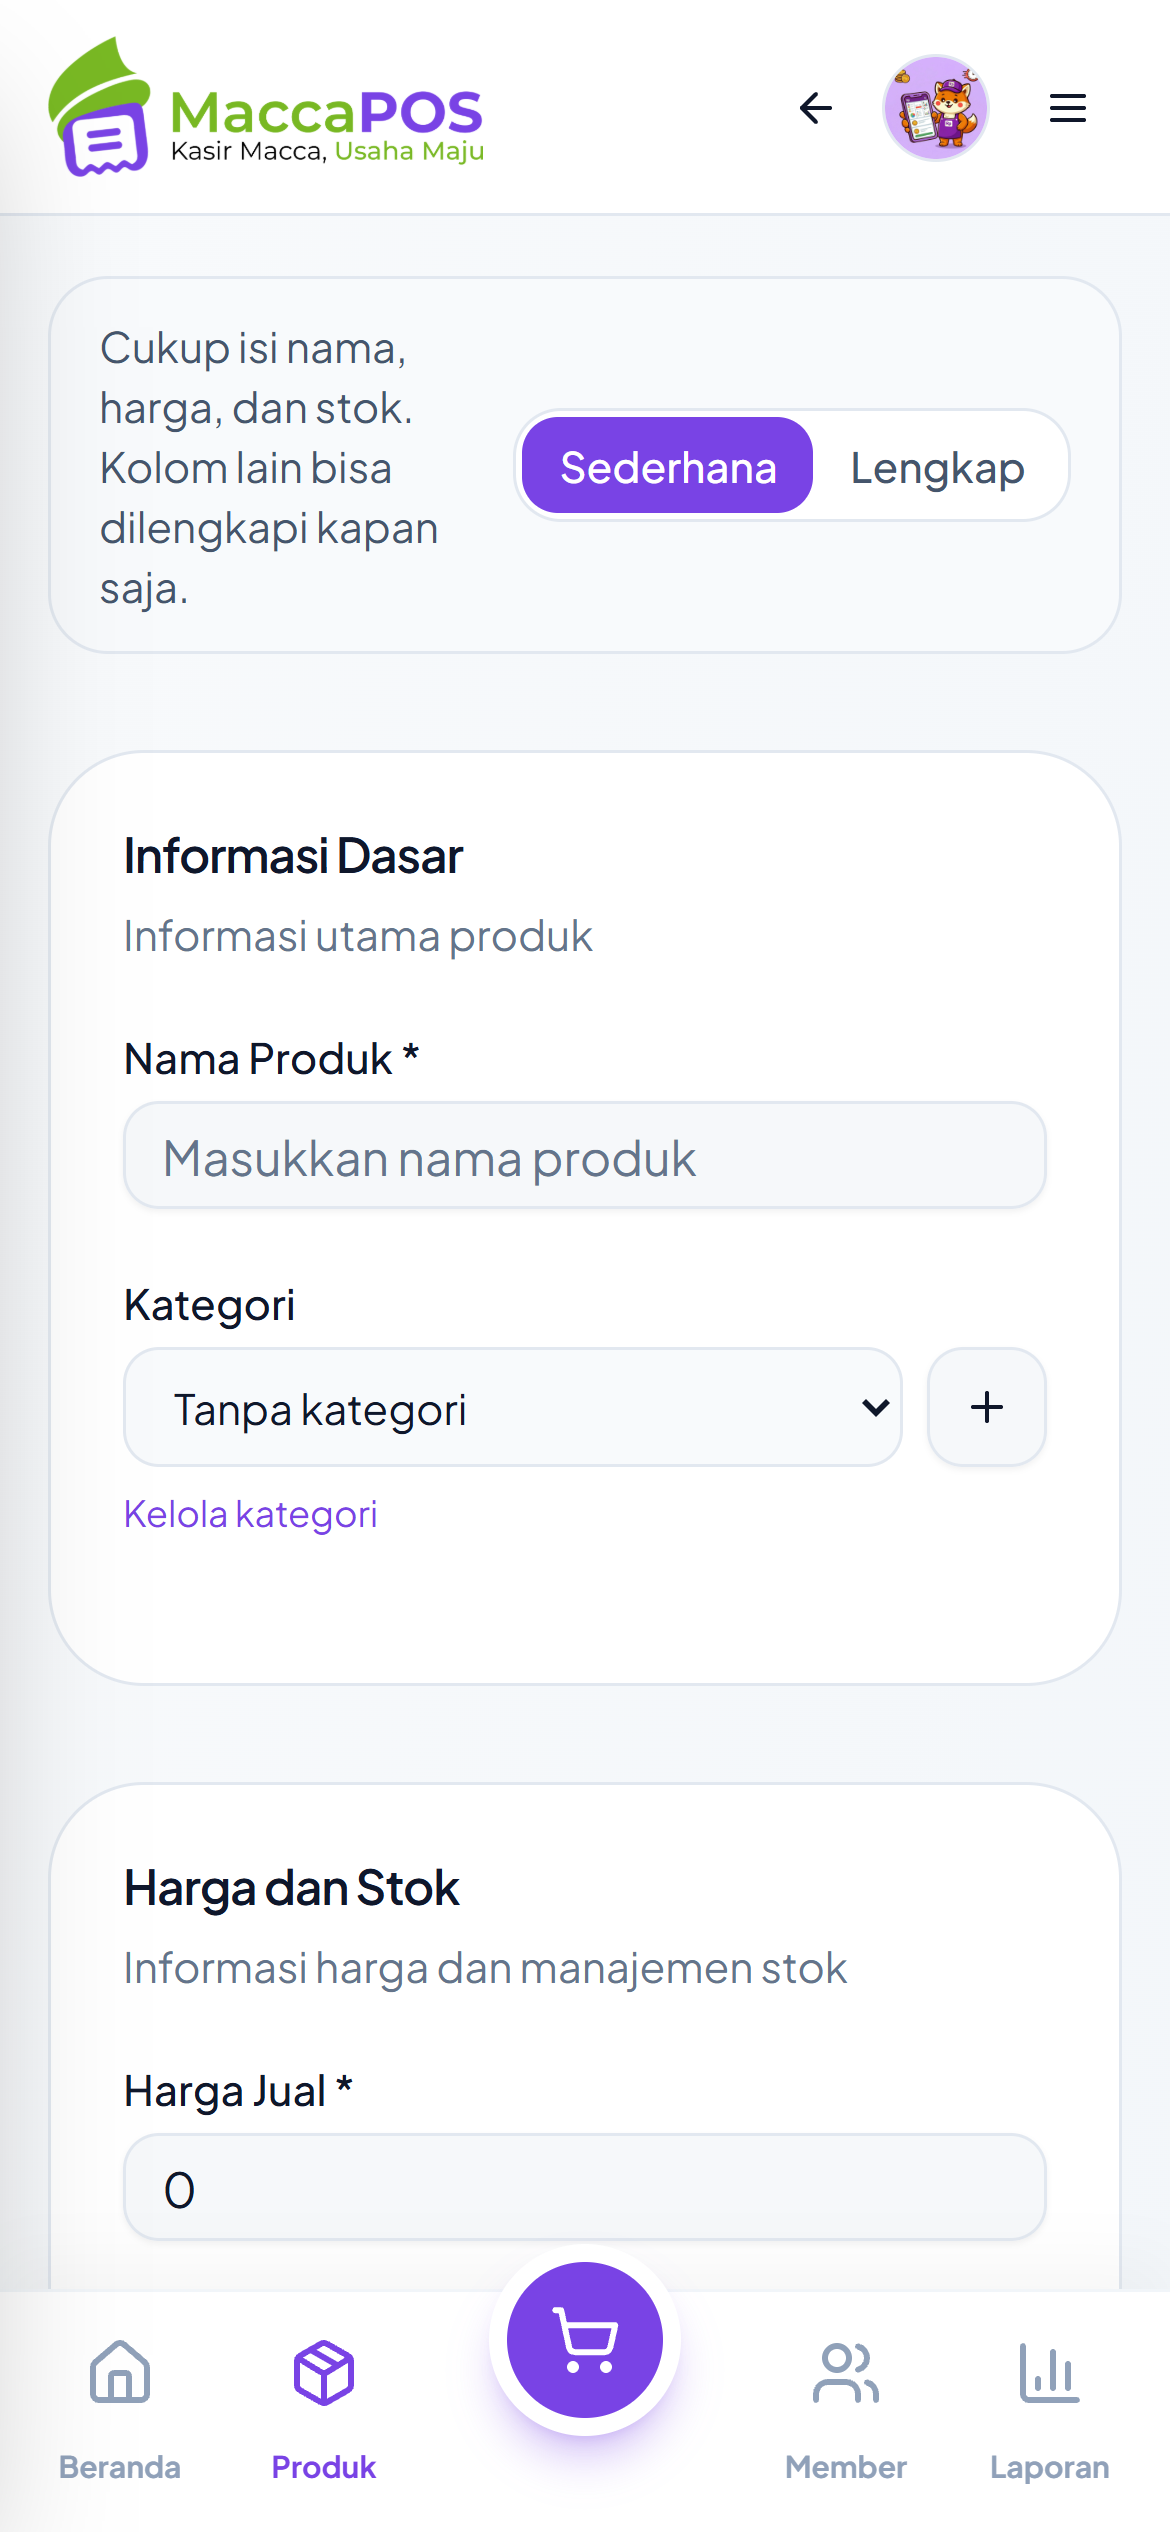 MaccaPOS
Kasir Macca, Usaha Maju
Cukup isi nama,
harga, dan stok.
Kolom lain bisa
dilengkapi kapan
saja.
Sederhana
Lengkap
Informasi Dasar
Informasi utama produk
Nama Produk *
Masukkan nama produk
Kategori
Tanpa kategori
Kelola kategori
Harga dan Stok
Informasi harga dan manajemen stok
Harga Jual *
0
Beranda
Produk
Member
Laporan